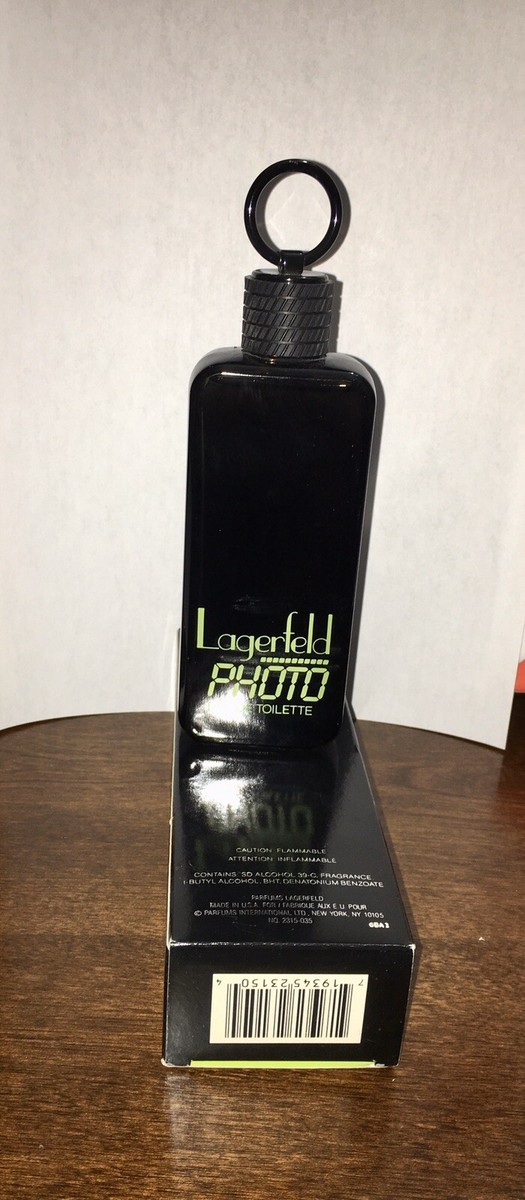 Lagerfeld
PHOTO
TOILETTE
CAUTION: FLAMMABLE
ATTENTION: INFLAMMABLE
CONTAINS: SD ALCOHOL 39-C, FRAGRANCE
t BUTYL ALCOHOL, BHT, DENATONIUM BENZOATE
PARFUMS LAGERFELD
MADE IN U.S.A. FOR / FABRIQUE AUX E.U. POUR
© PARFUMS INTERNATIONAL LTD., NEW YORK, NY 10105
NO. 2315-035
6BA1
7 19345 23150 4